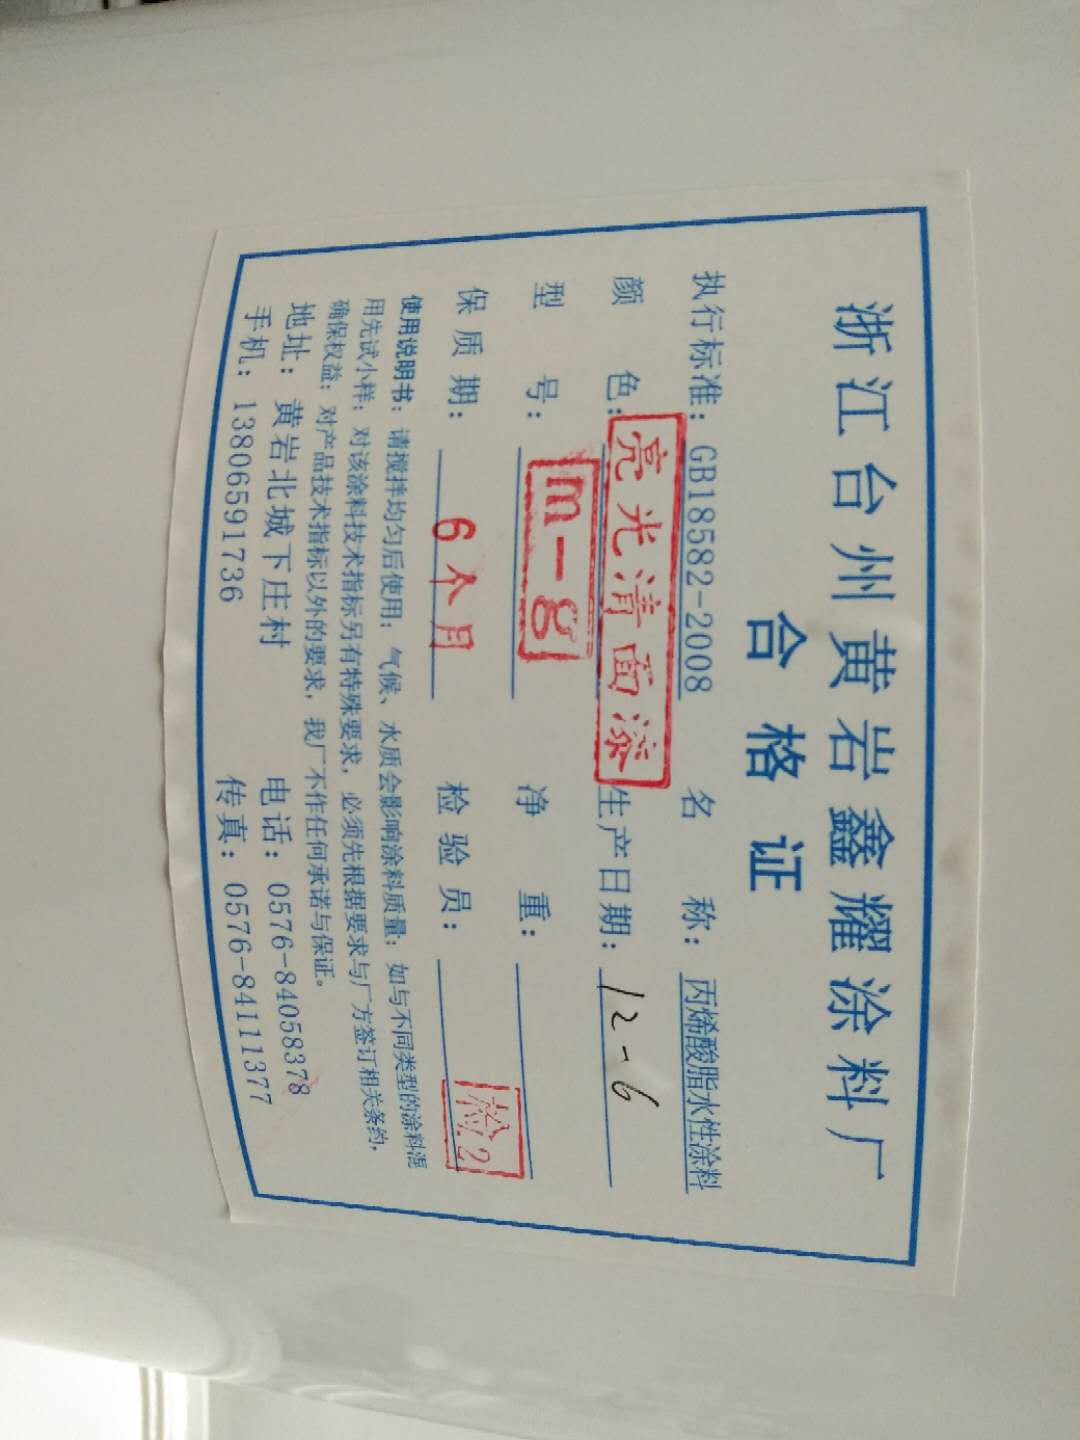 浙江台州黄岩鑫耀涂料厂
合格证
执行标准：GB18582-2008 名称：丙烯酸脂水性涂料
颜色：亮光清面漆 生产日期：12-6
型号：m-8 净重：
保质期：6个月 检验员：检2
使用说明书：请搅拌均匀后使用；气候、水质会影响涂料质量；如与不同类型的涂料混
用先试小样；对该涂料技术指标另有特殊要求，必须先根据要求与厂方签订相关条约，
确保权益；对产品技术指标以外的要求，我厂不作任何承诺与保证。
地址：黄岩北城下庄村 电话：0576-84058378
手机：13806591736 传真：0576-84111377